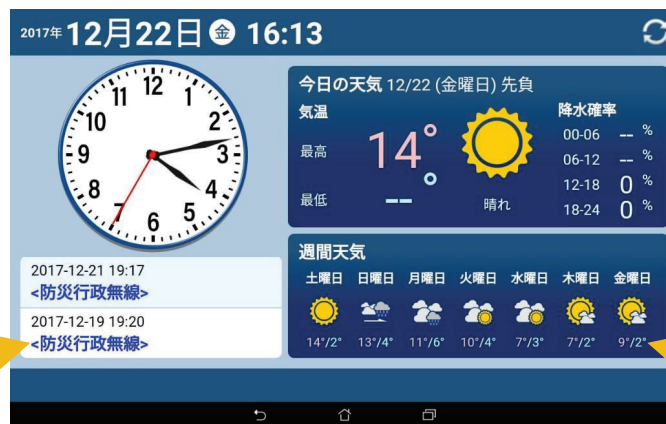 2017年12月22日 金 16:13
12
1
2
3
4
5
6
7
8
9
10
11
2017-12-21 19:17
<防災行政無線>
2017-12-19 19:20
<防災行政無線>
今日の天気 12/22 (金曜日) 先負
気温
最高 14°
最低 --°
晴れ
降水確率
00-06 -- %
06-12 -- %
12-18 0 %
18-24 0 %
週間天気
土曜日 日曜日 月曜日 火曜日 水曜日 木曜日 金曜日
14°/2° 13°/4° 11°/6° 10°/4° 7°/3° 7°/2° 9°/2°